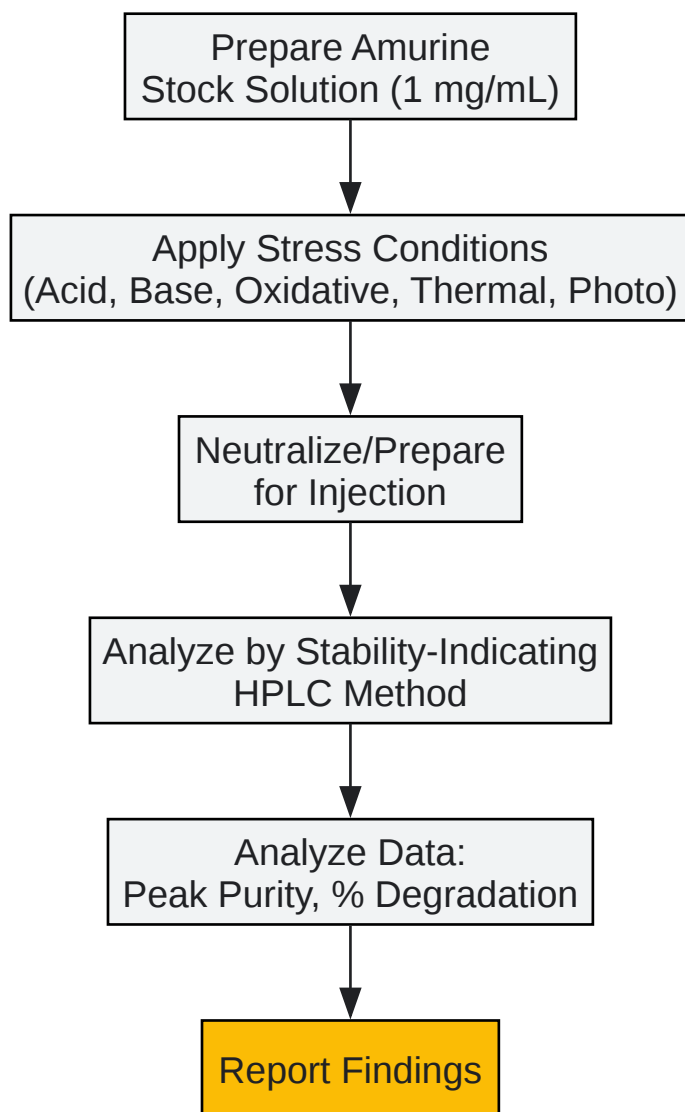 Prepare Amurine
Stock Solution (1 mg/mL)
Apply Stress Conditions
(Acid, Base, Oxidative, Thermal, Photo)
Neutralize/Prepare
for Injection
Analyze by Stability-Indicating
HPLC Method
Analyze Data:
Peak Purity, % Degradation
Report Findings